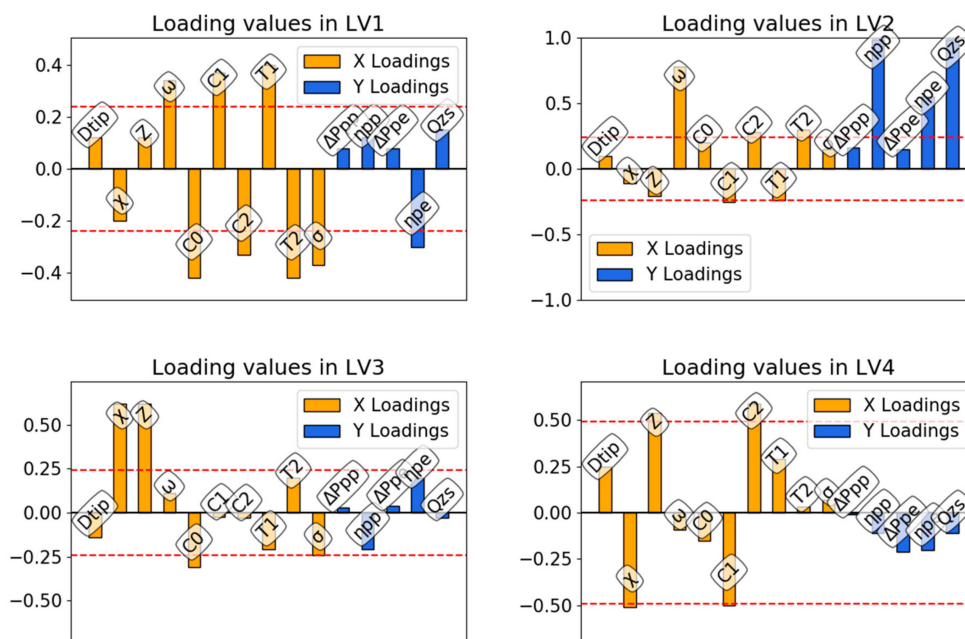 Loading values in LV1
0.4
0.2
0.0
−0.2
−0.4
X Loadings
Y Loadings
Dtip
χ
Z
ω
C0
C1
C2
T1
T2
σ
ΔPpp
npp
ΔPpe
npe
Qzs
Loading values in LV2
1.0
0.5
0.0
−0.5
−1.0
Dtip
χ
Z
ω
C0
C1
C2
T1
T2
ΔPpp
npp
ΔPpe
npe
Qzs
X Loadings
Y Loadings
Loading values in LV3
0.50
0.25
0.00
−0.25
−0.50
X Loadings
Y Loadings
Dtip
χ
Z
ω
C0
C1
C2
T1
T2
σ
ΔPpp
npp
npe
Qzs
Loading values in LV4
0.50
0.25
0.00
−0.25
−0.50
X Loadings
Y Loadings
Dtip
χ
Z
ω
C0
C1
C2
T1
T2
σ
ΔPpp
npp
ΔPpe
Qzs